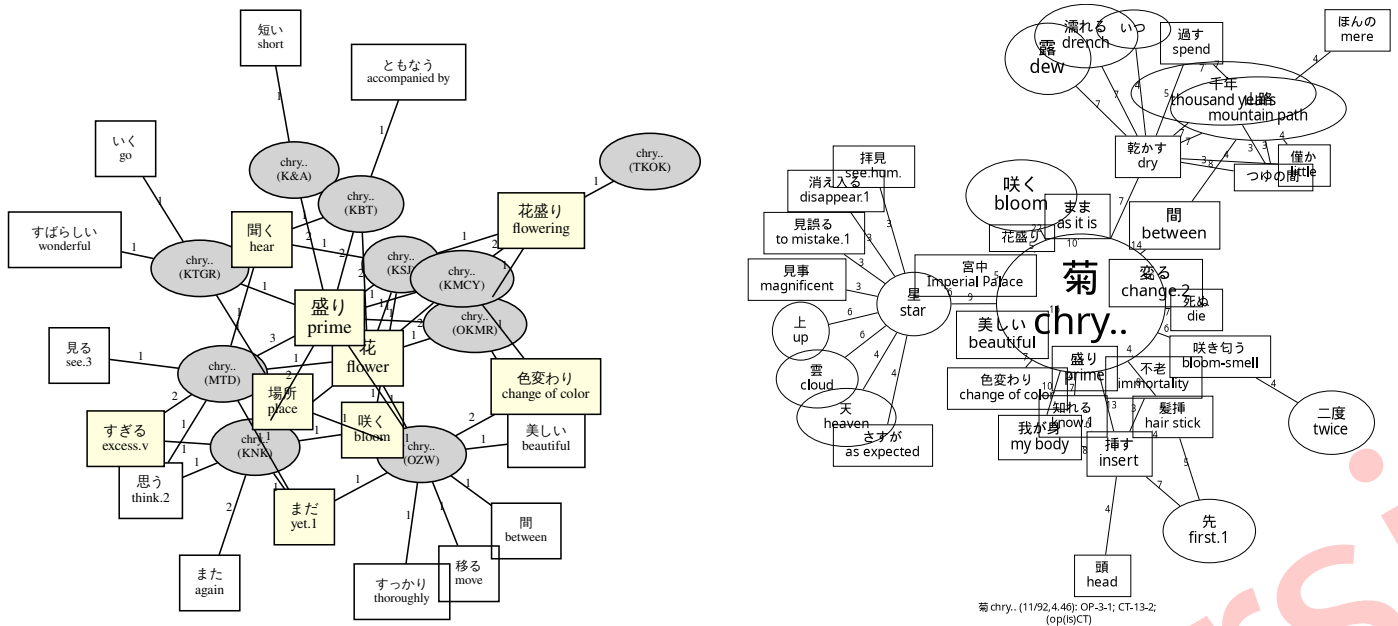 短い
short
ともなう
accompanied by
いく
go
chry..
(K&A)
chry..
(TKOK)
chry..
(KBT)
花盛り
flowering
すばらしい
wonderful
聞く
hear
chry..
(KTGR)
chry..
(KSJ)
chry..
(KMCY)
盛り
prime
chry..
(OKMR)
花
flower
見る
see.3
chry..
(MTD)
場所
place
色変わり
change of color
すぎる
excess.v
咲く
bloom
美しい
beautiful
chry..
(KNK)
(OZW)
思う
think.2
まだ
yet.1
間
between
また
again
移る
move
すっかり
thoroughly
濡れる
drench
いつ
露
dew
過す
spend
ほんの
mere
千年
thousand years
山路
mountain path
乾かす
dry
僅か
little
つゆの間
拝見
see.hum.
消え入る
disappear.1
見誤る
to mistake.1
見事
magnificent
咲く
bloom
まま
as it is
間
between
花盛り
宮中
Imperial Palace
菊
chry..
変る
change.2
死ぬ
die
星
star
上
up
雲
cloud
天
heaven
さすが
as expected
美しい
beautiful
盛り
prime
咲き匂う
bloom-smell
不老
immortality
色変わり
change of color
知れる
know.1
髪挿
hair stick
我が身
my body
挿す
insert
二度
twice
先
first.1
頭
head
菊 chry.. (11/92,4.46): OP-3-1; CT-13-2;
(op(is)CT)